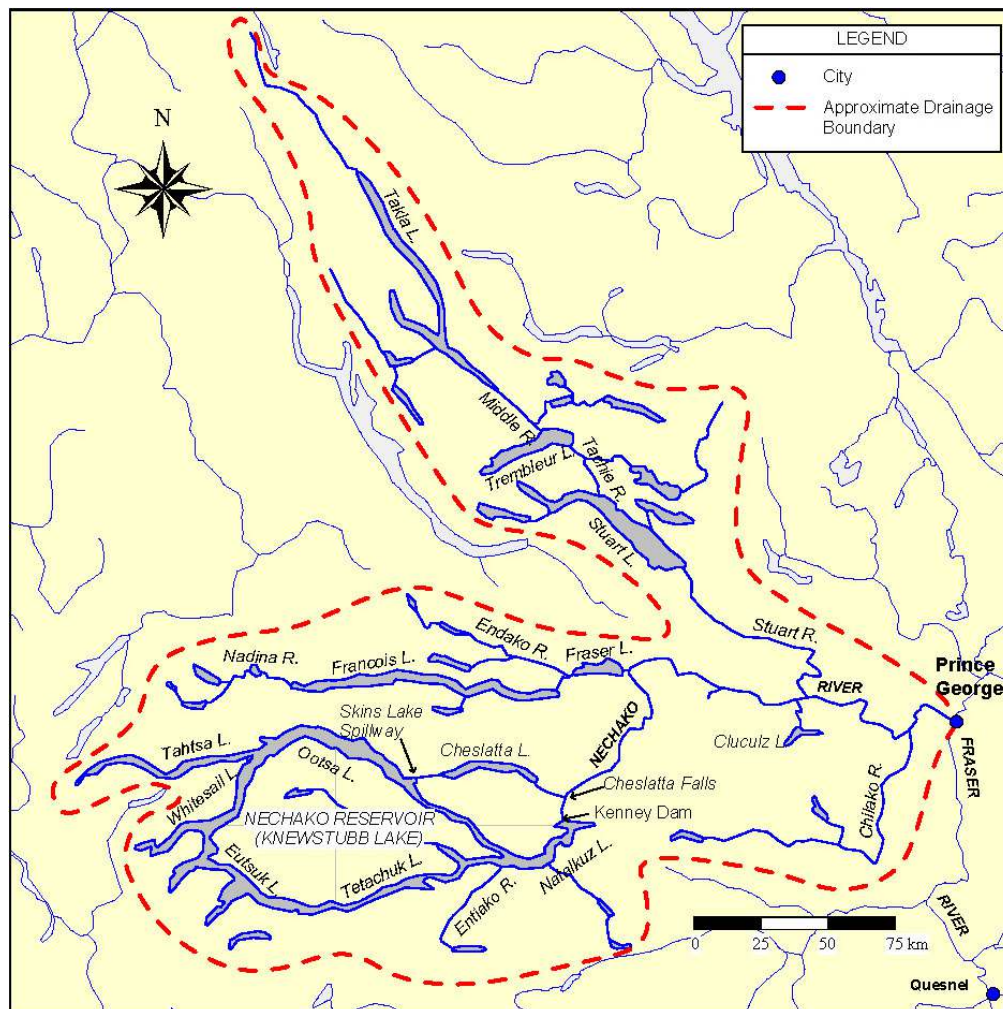 LEGEND
City
Approximate Drainage
Boundary
N
Takla L.
Middle R.
Trembleur L.
Tachie R.
Stuart L.
Stuart R.
Endako R.
Fraser L.
Nadina R.
Francois L.
Prince
George
RIVER
Skins Lake
Spillway
NECHAKO
Cluculz L.
Tahtsa L.
Ootsa L.
Cheslatta L.
FRASER
Whitesail L.
Cheslatta Falls
Chilako R.
NECHAKO RESERVOIR
(KNEWSTUBB LAKE)
Kenney Dam
Eutsuk L.
Tetachuk L.
Natalkuz L.
Entiako R.
RIVER
0 25 50 75 km
Quesnel